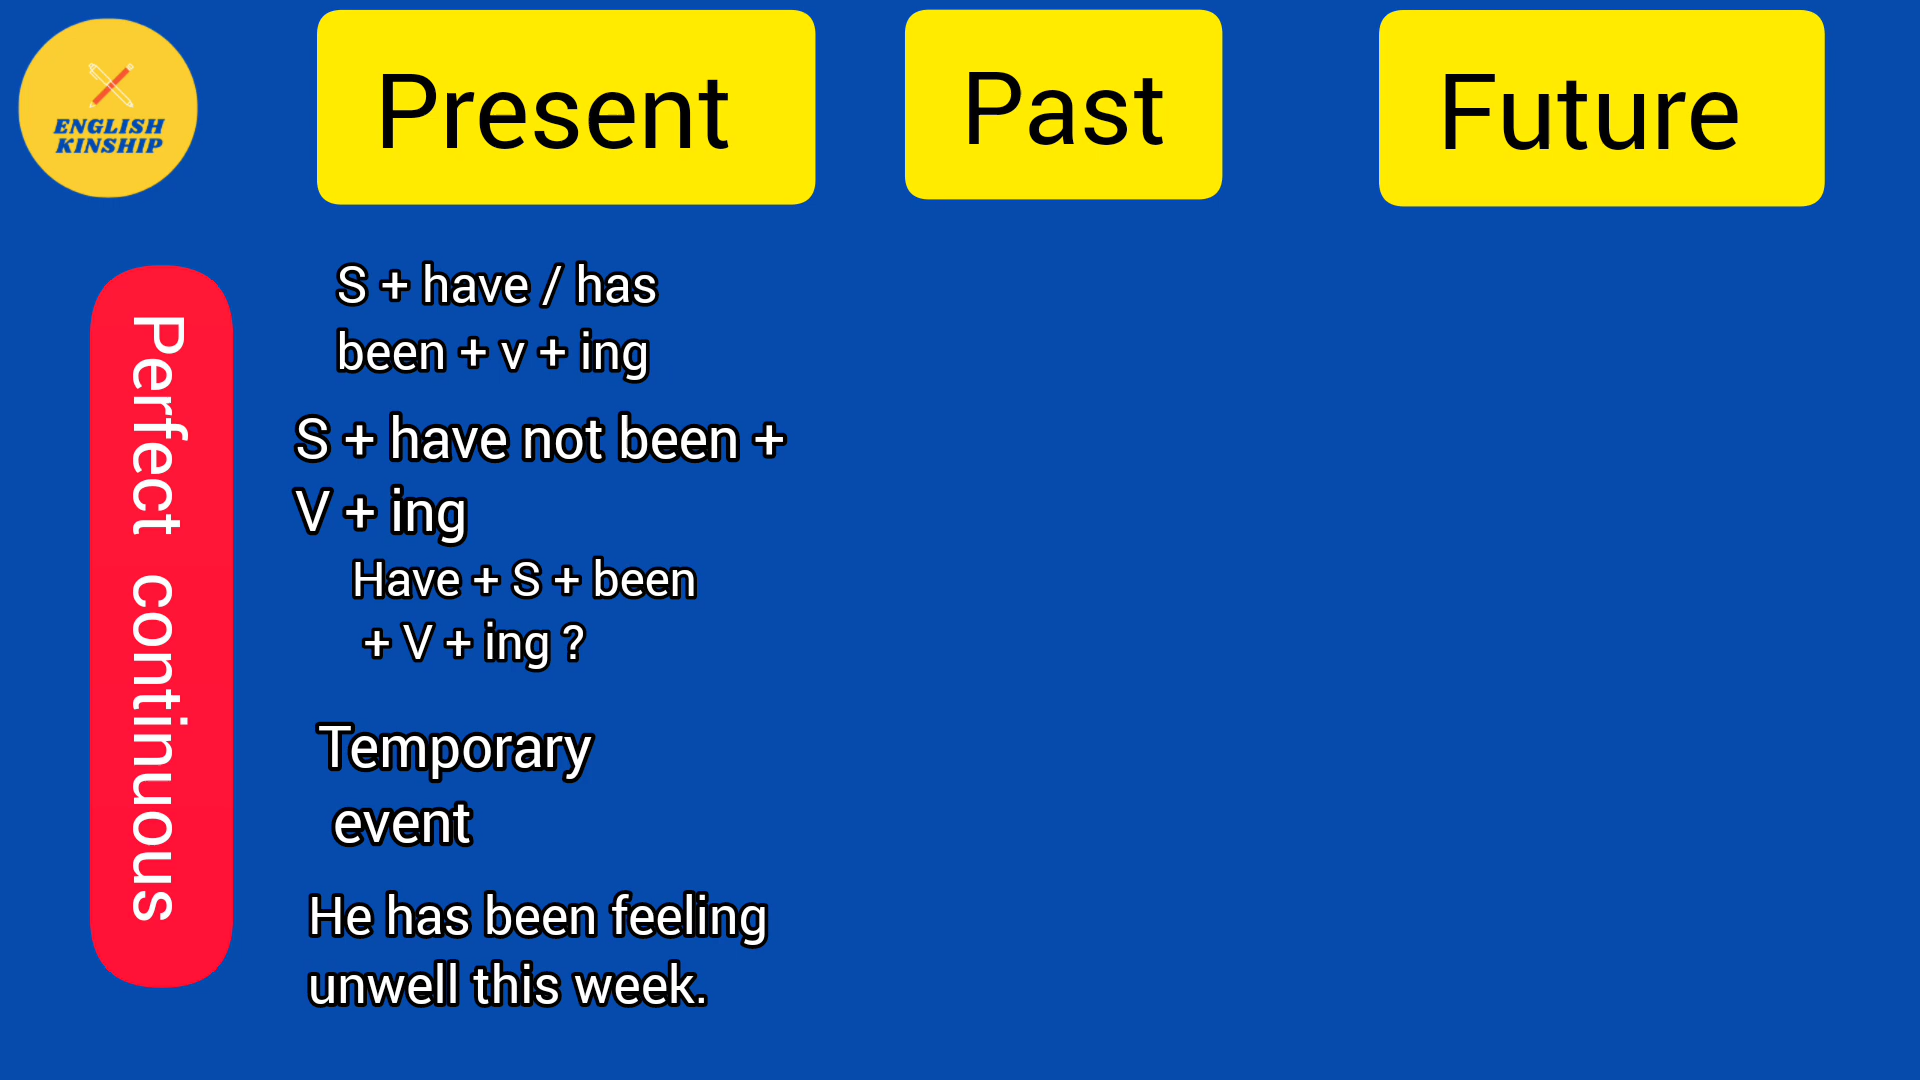 ENGLISH
KINSHIP
Present
Past
Future
Perfect continuous
S + have / has
been + v + ing
S + have not been +
V + ing
Have + S + been
+ V + ing ?
Temporary
event
He has been feeling
unwell this week.